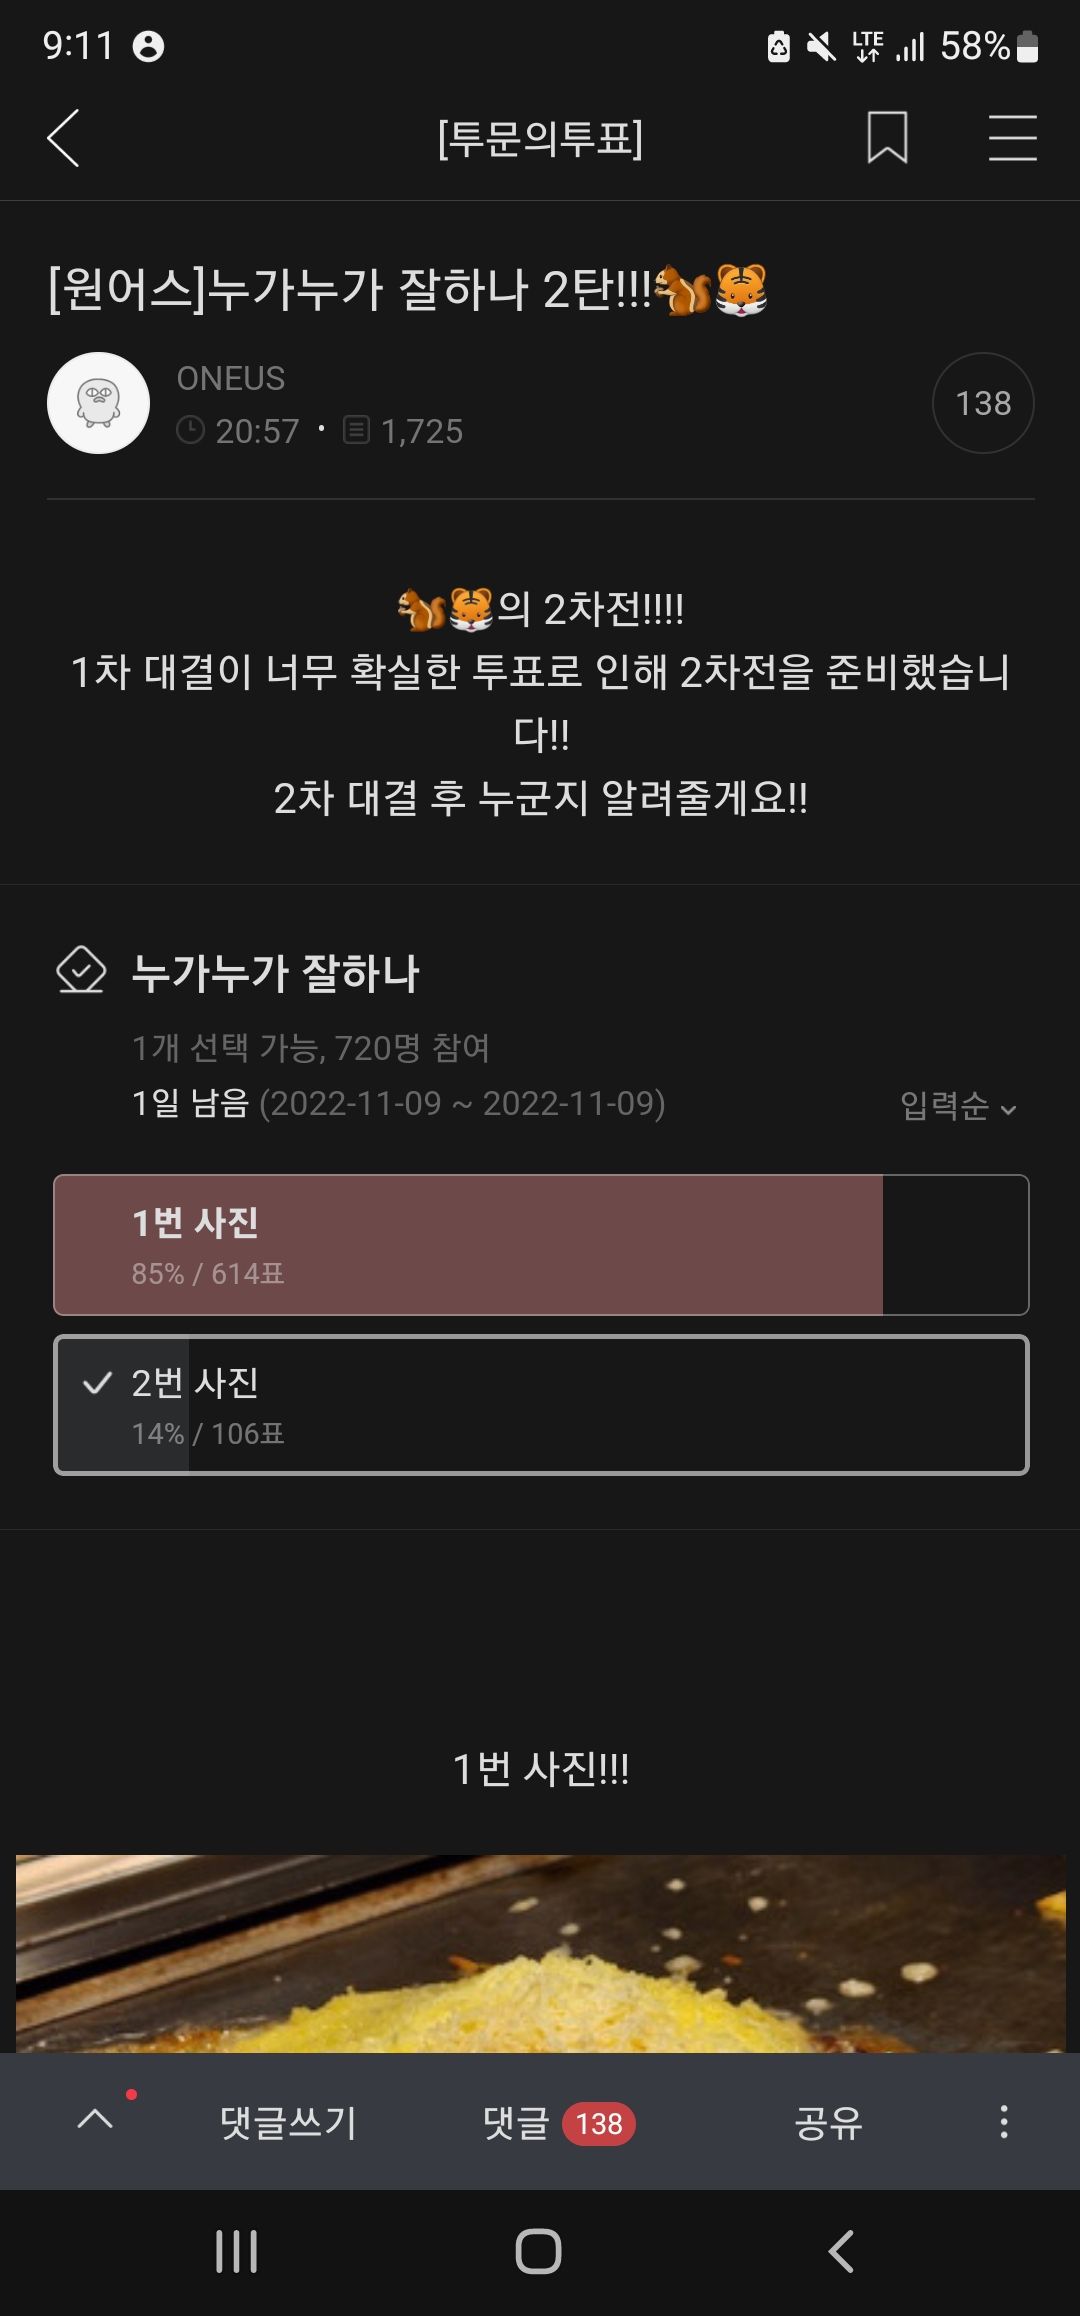 9:11 LTE 58%
[투문의투표]
[원어스]누가누가 잘하나 2탄!!!🐿️🐯
ONEUS
20:57 • 1,725
138
🐿️🐯의 2차전!!!!
1차 대결이 너무 확실한 투표로 인해 2차전을 준비했습니
다!!
2차 대결 후 누군지 알려줄게요!!
누가누가 잘하나
1개 선택 가능, 720명 참여
1일 남음 (2022-11-09 ~ 2022-11-09)
입력순
1번 사진
85% / 614표
2번 사진
14% / 106표
1번 사진!!!
댓글쓰기 댓글 138 공유